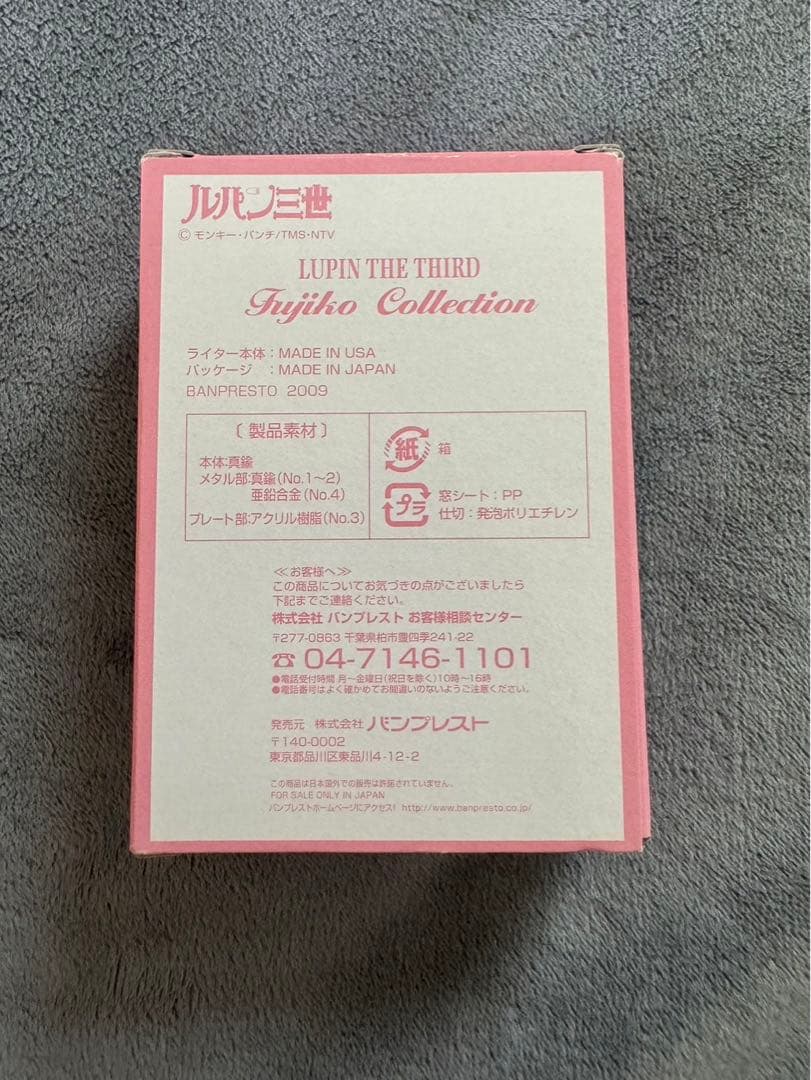 ルパン三世
© モンキー・パンチ/TMS・NTV
LUPIN THE THIRD
Fujiko Collection
ライター本体：MADE IN USA
パッケージ ：MADE IN JAPAN
BANPRESTO 2009
〔 製品素材 〕
本体:真鍮
メタル部:真鍮(No.1～2)
亜鉛合金(No.4)
プレート部:アクリル樹脂(No.3)
紙 箱
プラ 窓シート：PP
仕切：発泡ポリエチレン
≪お客様へ≫
この商品についてお気づきの点がございましたら
下記までご連絡ください。
株式会社 バンプレスト お客様相談センター
〒277-0863 千葉県柏市豊四季241-22
☎ 04-7146-1101
●電話受付時間 月～金曜日(祝日を除く)10時～16時
●電話番号はよく確かめてお間違いのないようご注意ください。
発売元 株式会社 バンプレスト
〒140-0002
東京都品川区東品川4-12-2
この商品は日本国外での販売は許諾されていません。
FOR SALE ONLY IN JAPAN
バンプレストホームページにアクセス! http://www.banpresto.co.jp/